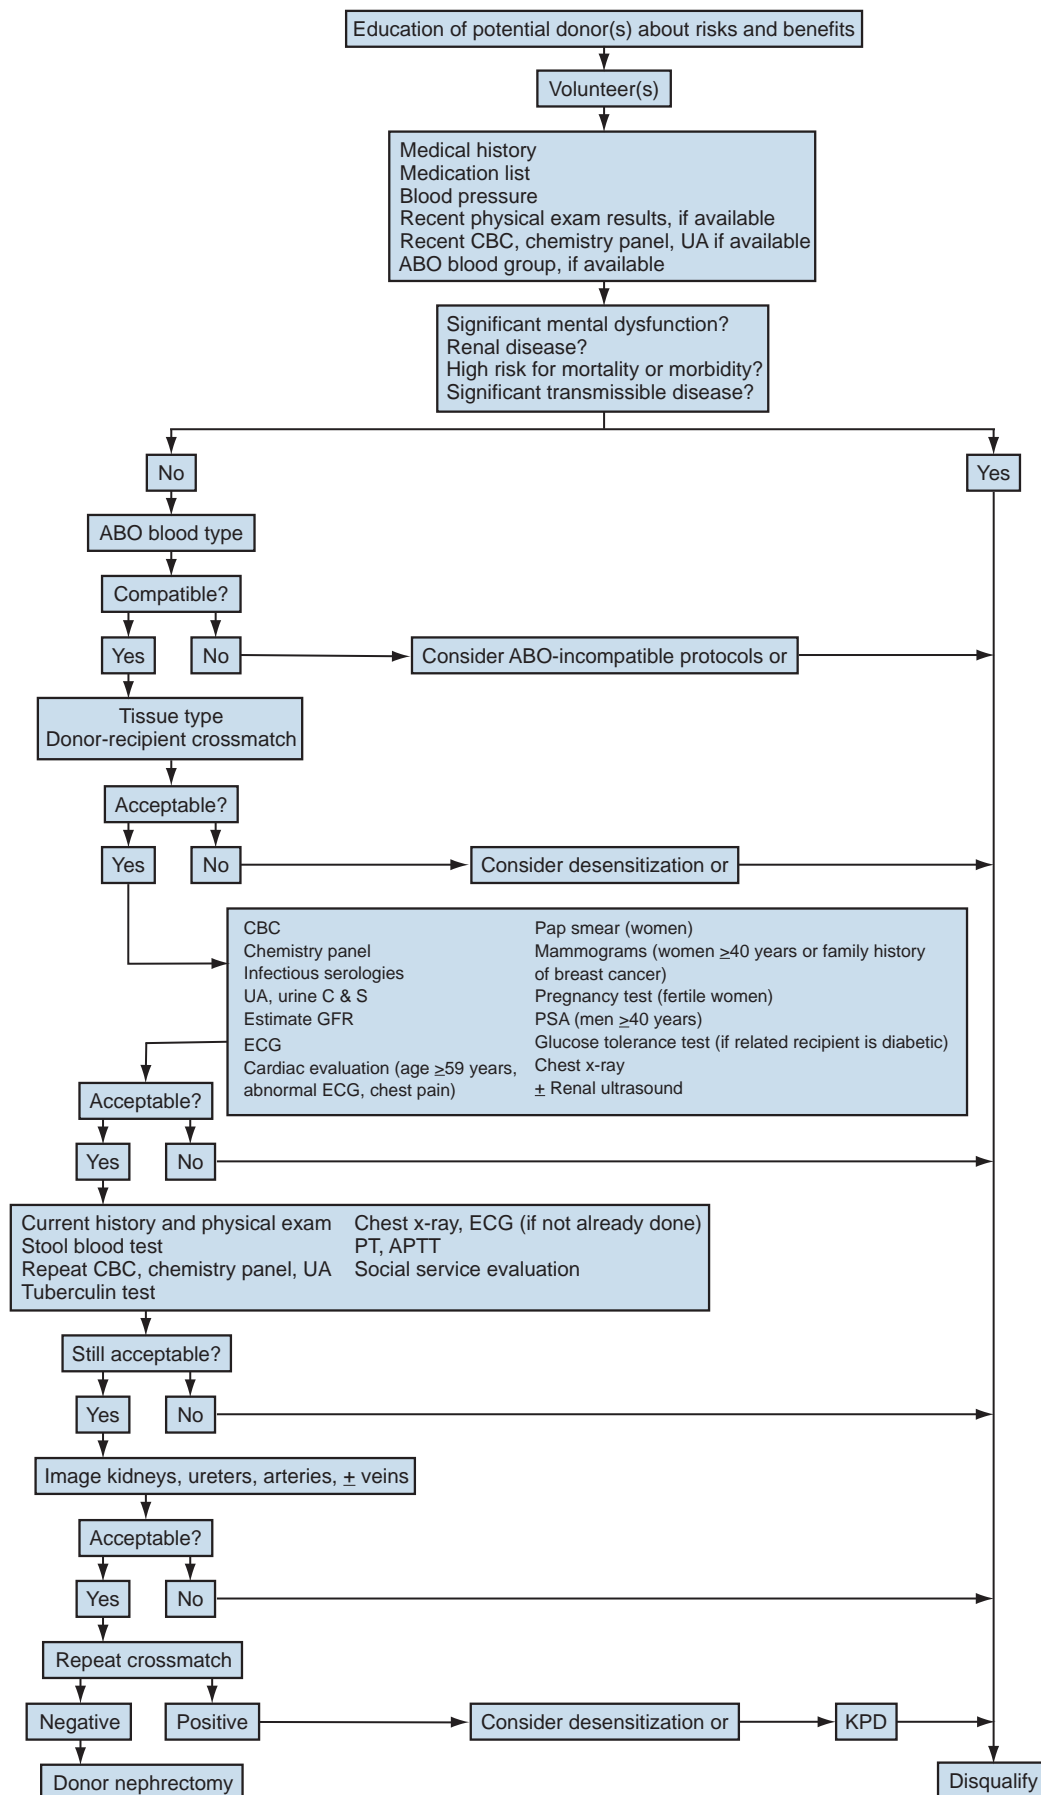 Education of potential donor(s) about risks and benefits
Volunteer(s)
Medical history
Medication list
Blood pressure
Recent physical exam results, if available
Recent CBC, chemistry panel, UA if available
ABO blood group, if available
Significant mental dysfunction?
Renal disease?
High risk for mortality or morbidity?
Significant transmissible disease?
No
Yes
ABO blood type
Compatible?
Yes
No
Consider ABO-incompatible protocols or
Tissue type
Donor-recipient crossmatch
Acceptable?
Yes
No
Consider desensitization or
CBC
Chemistry panel
Infectious serologies
UA, urine C & S
Estimate GFR
ECG
Cardiac evaluation (age ≥59 years,
abnormal ECG, chest pain)
Pap smear (women)
Mammograms (women ≥40 years or family history
of breast cancer)
Pregnancy test (fertile women)
PSA (men ≥40 years)
Glucose tolerance test (if related recipient is diabetic)
Chest x-ray
± Renal ultrasound
Acceptable?
Yes
No
Current history and physical exam
Stool blood test
Repeat CBC, chemistry panel, UA
Tuberculin test
Chest x-ray, ECG (if not already done)
PT, APTT
Social service evaluation
Still acceptable?
Yes
No
Image kidneys, ureters, arteries, ± veins
Acceptable?
Yes
No
Repeat crossmatch
Negative
Positive
Consider desensitization or
KPD
Donor nephrectomy
Disqualify